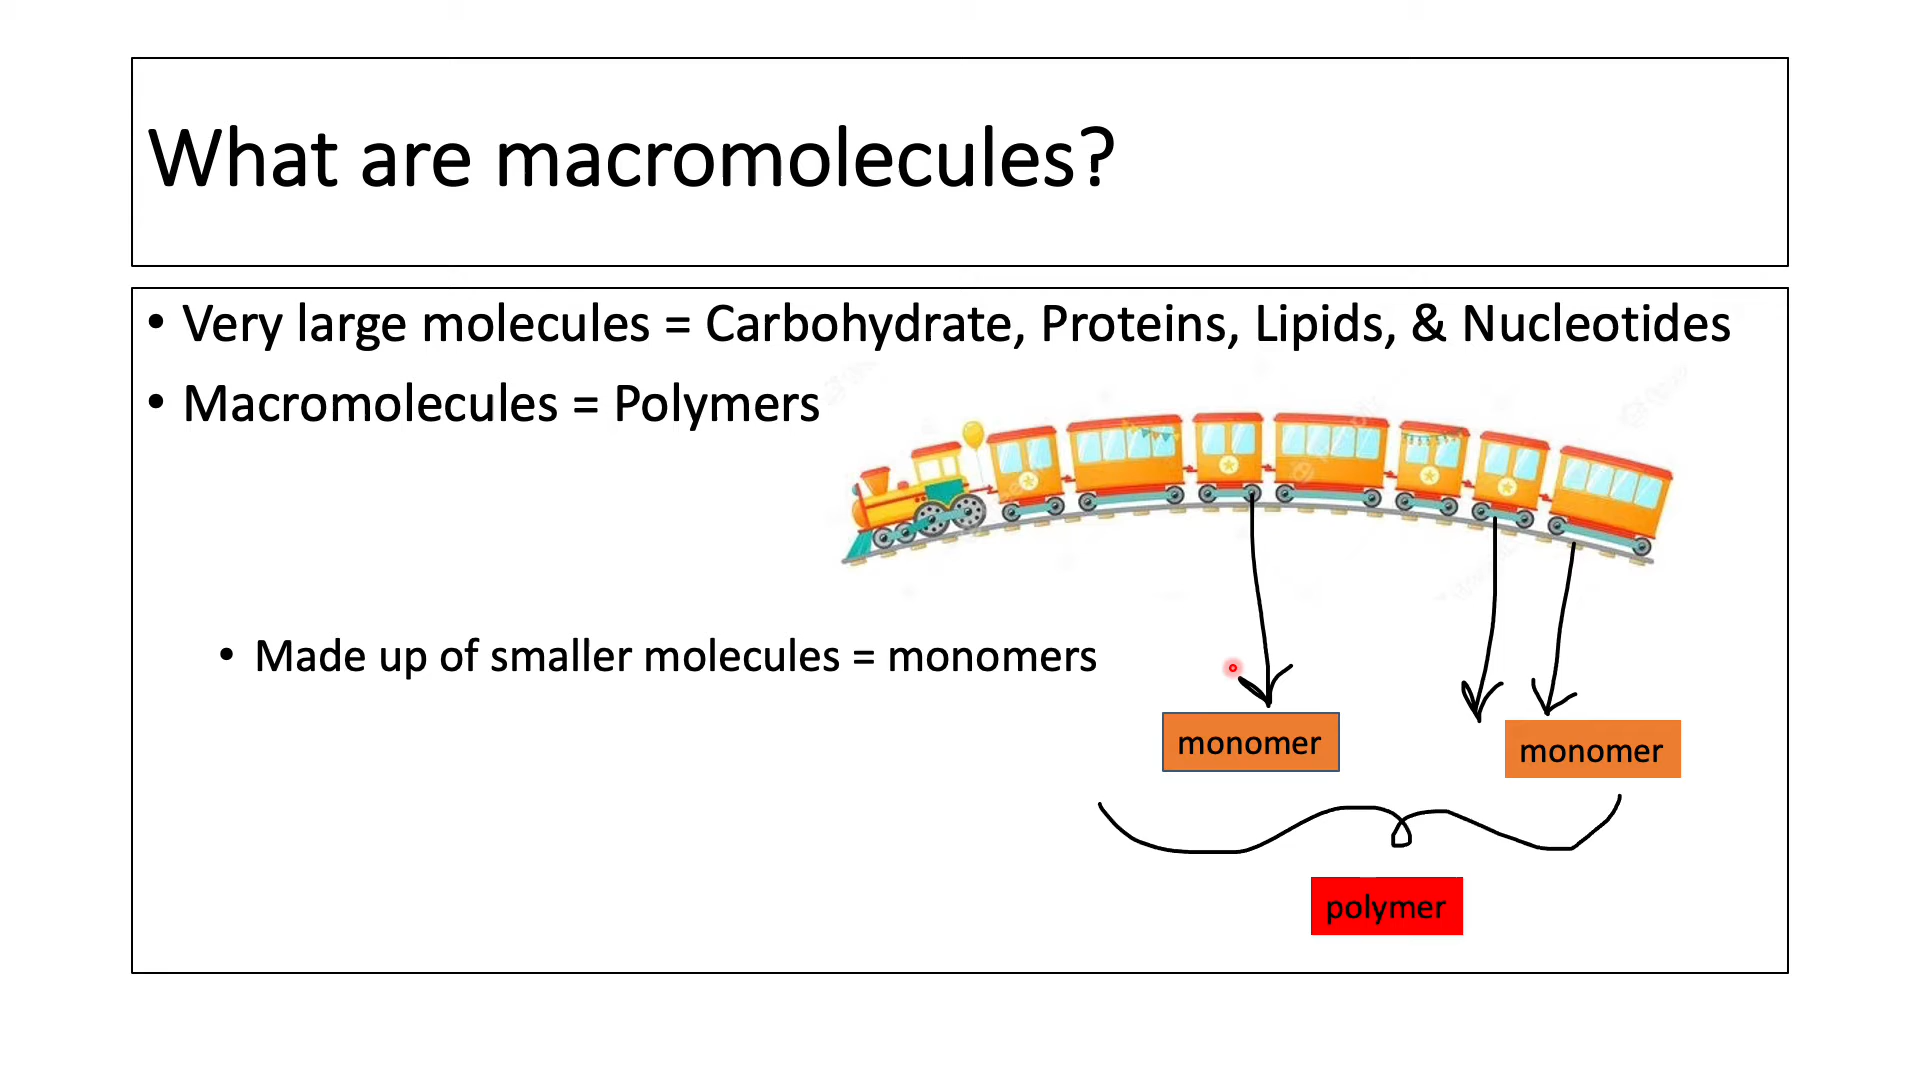 What are macromolecules?
• Very large molecules = Carbohydrate, Proteins, Lipids, & Nucleotides
• Macromolecules = Polymers
• Made up of smaller molecules = monomers
monomer
monomer
polymer